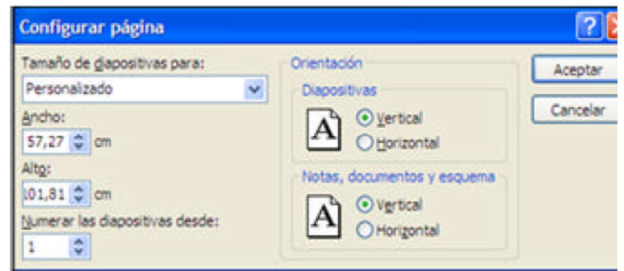 Configurar página
Tamaño de diapositivas para:
Personalizado
Ancho:
57,27 cm
Alto:
101,81 cm
Numerar las diapositivas desde:
1
Orientación
Diapositivas
A
Vertical
Horizontal
Notas, documentos y esquema
A
Vertical
Horizontal
Aceptar
Cancelar